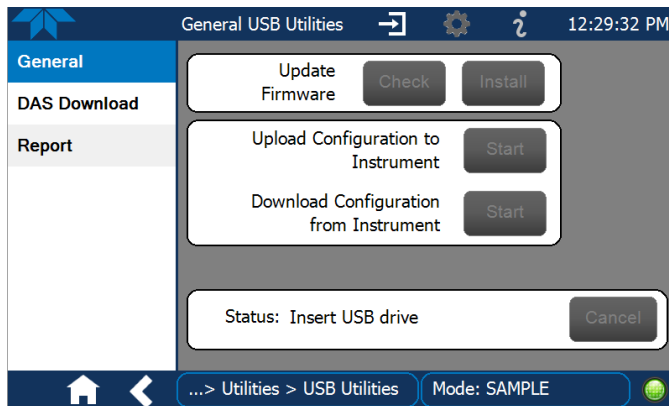 General USB Utilities
12:29:32 PM
General
DAS Download
Report
Update
Firmware
Check
Install
Upload Configuration to
Instrument
Start
Download Configuration
from Instrument
Start
Status: Insert USB drive
Cancel
...> Utilities > USB Utilities
Mode: SAMPLE